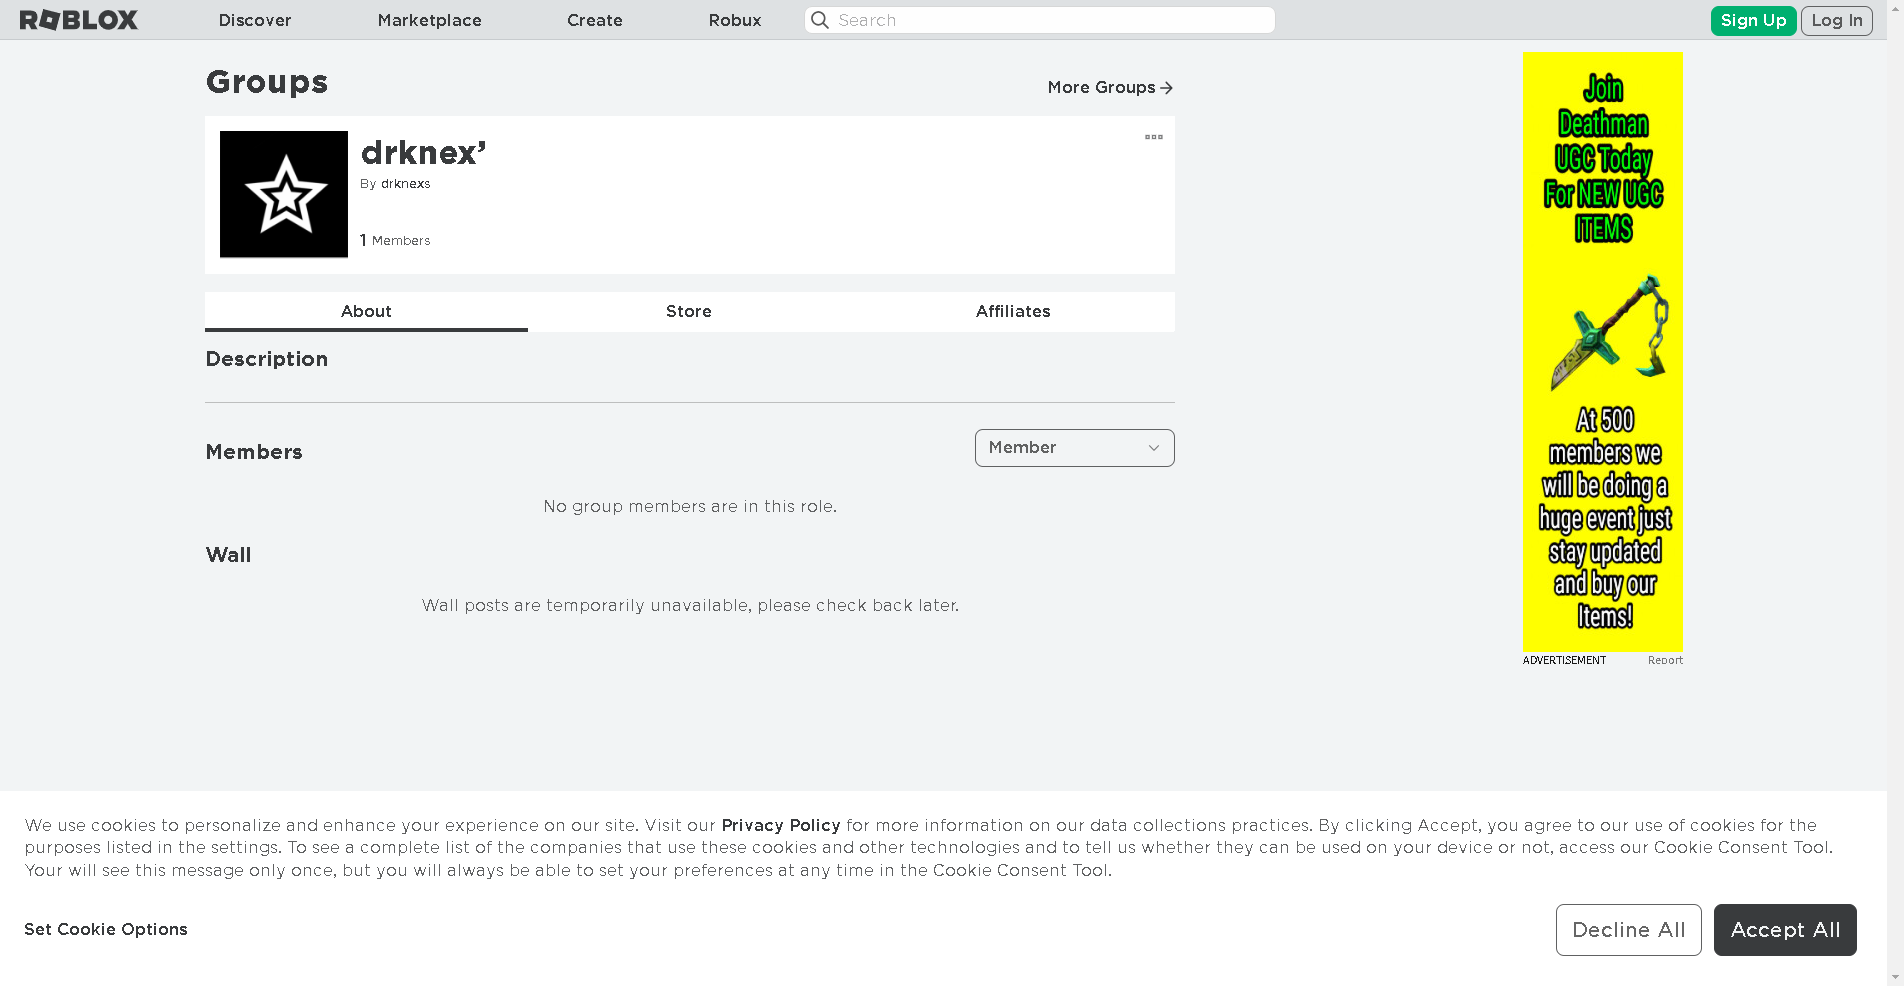 ROBLOX Discover Marketplace Create Robux Search Sign Up Log In
Groups
More Groups
drknex’
By drknexs
1 Members
About Store Affiliates
Description
Members
Member
No group members are in this role.
Wall
Wall posts are temporarily unavailable, please check back later.
Join
Deathman
UGC Today
For NEW UGC
ITEMS
At 500
members we
will be doing a
huge event just
stay updated
and buy our
Items!
ADVERTISEMENT Report
We use cookies to personalize and enhance your experience on our site. Visit our Privacy Policy for more information on our data collections practices. By clicking Accept, you agree to our use of cookies for the
purposes listed in the settings. To see a complete list of the companies that use these cookies and other technologies and to tell us whether they can be used on your device or not, access our Cookie Consent Tool.
Your will see this message only once, but you will always be able to set your preferences at any time in the Cookie Consent Tool.
Set Cookie Options
Decline All
Accept All